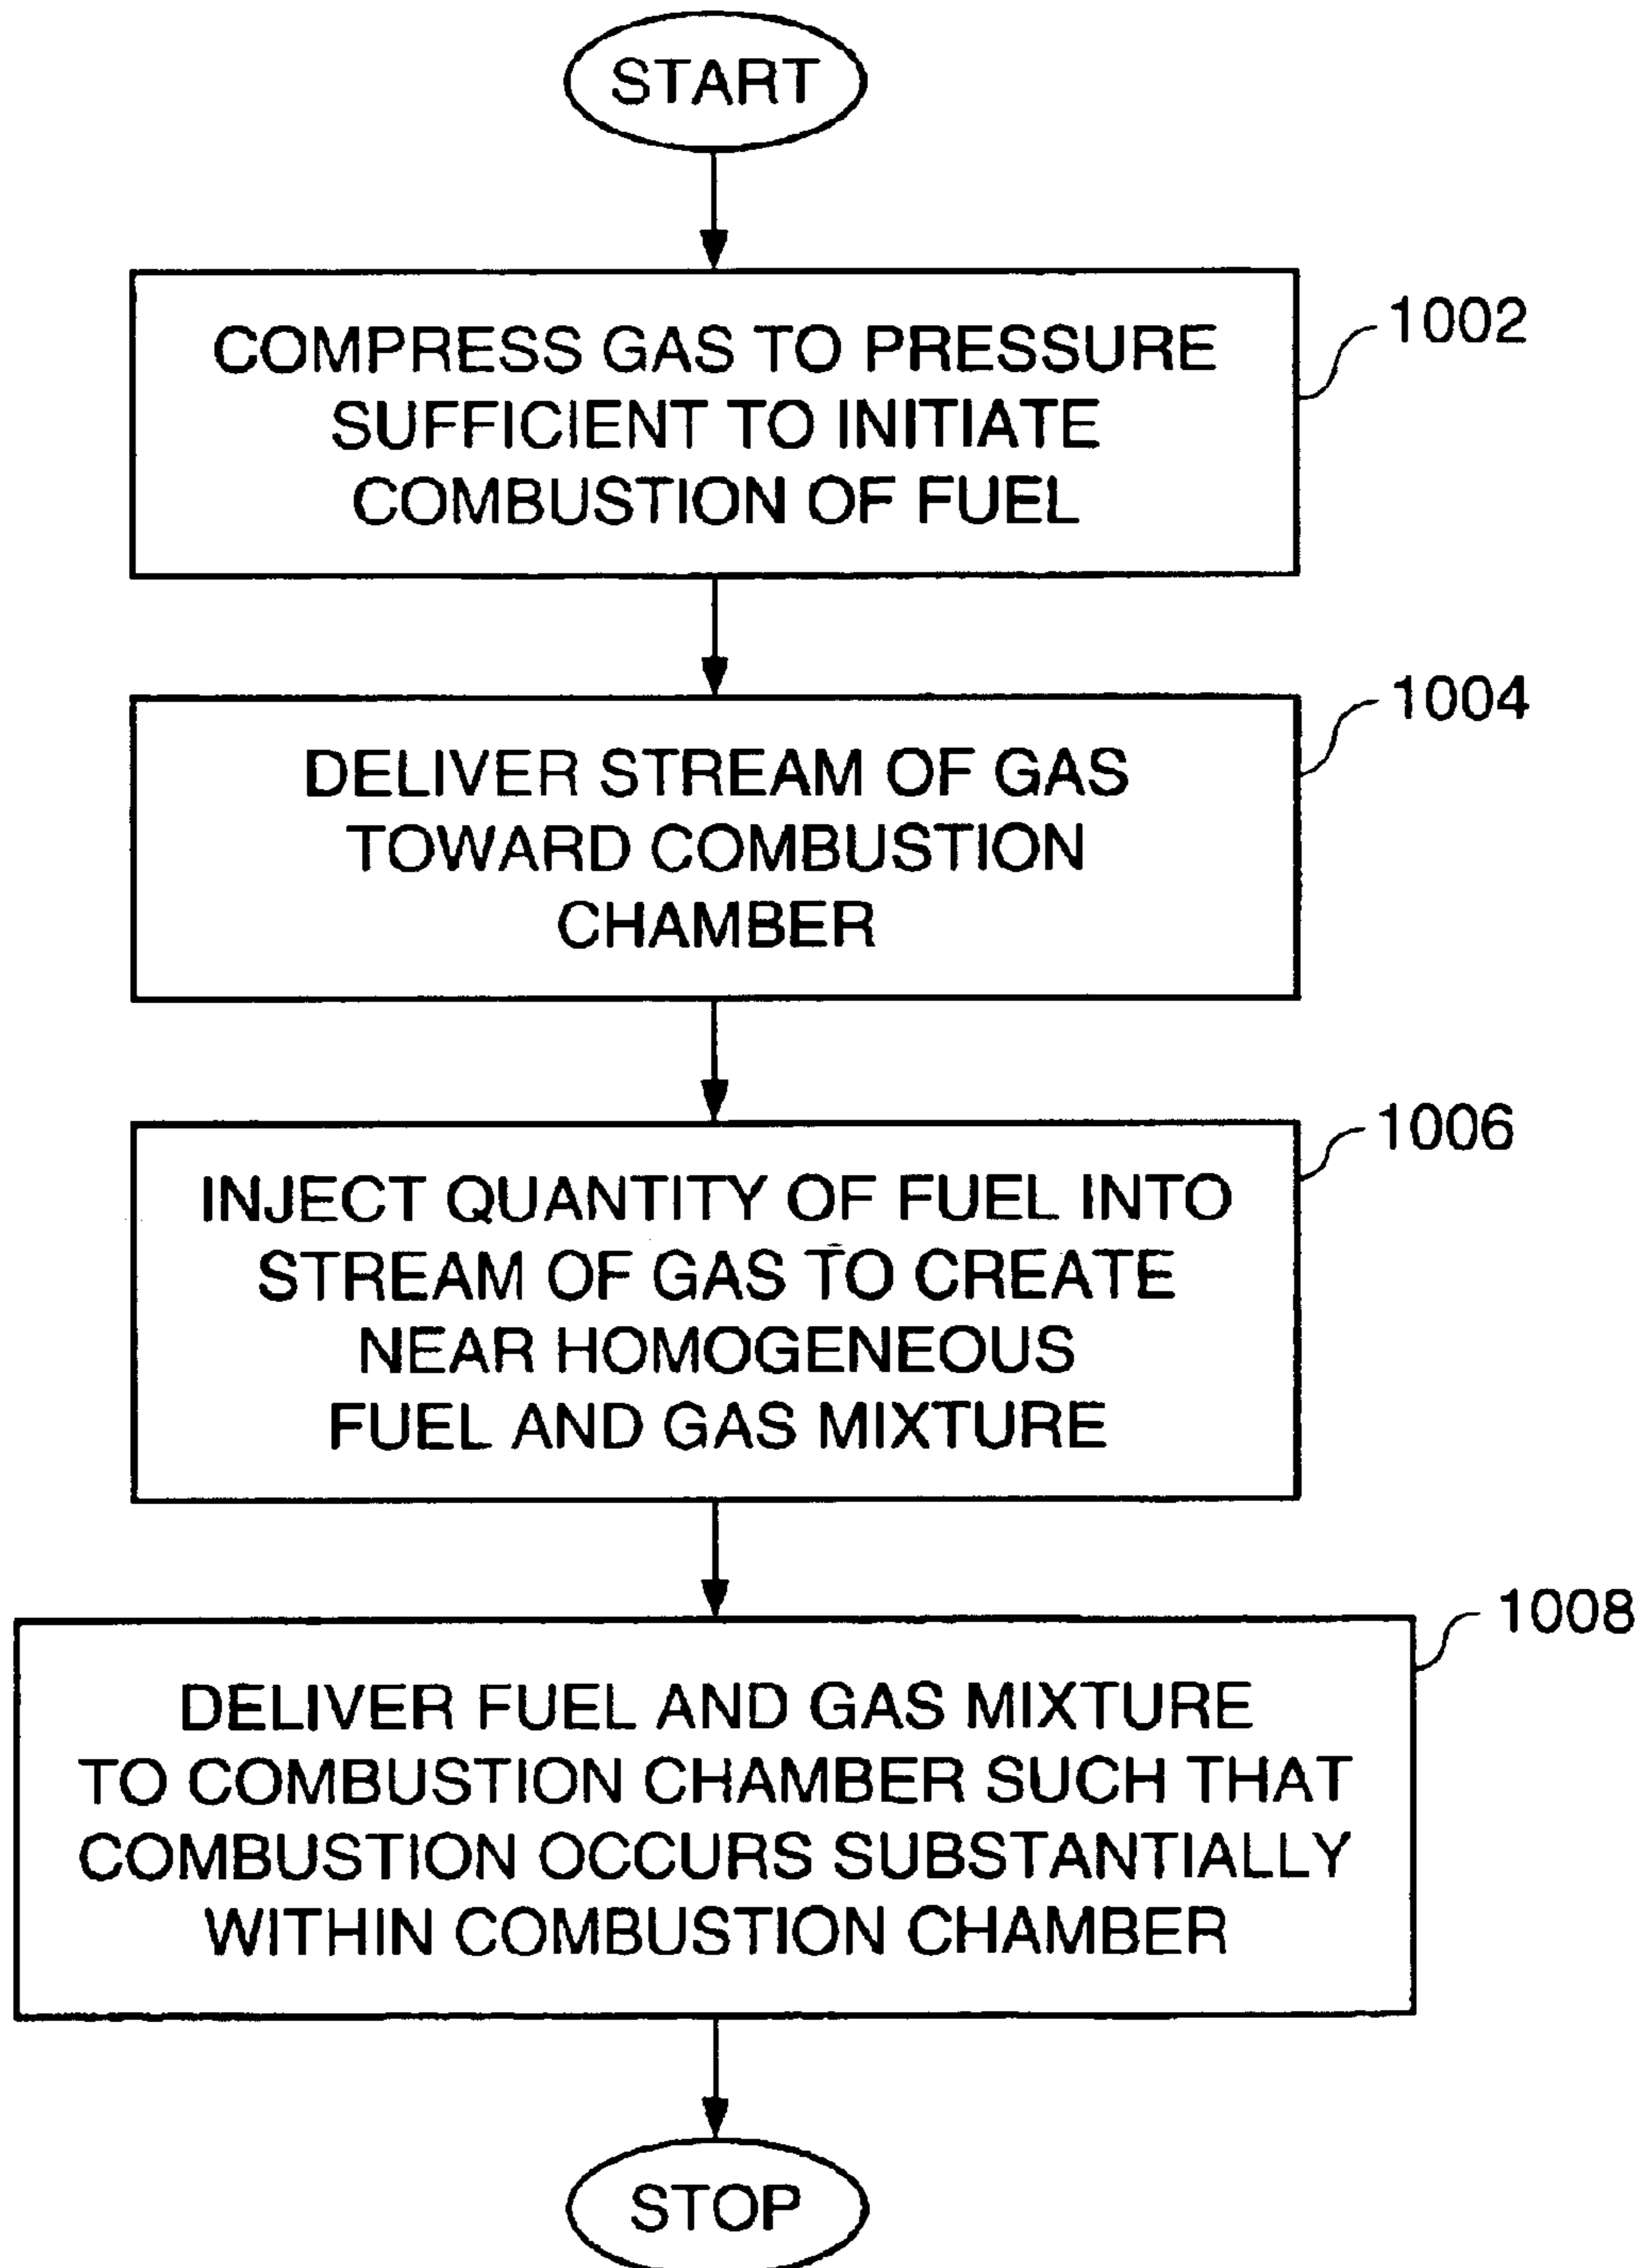 START
COMPRESS GAS TO PRESSURE
SUFFICIENT TO INITIATE
COMBUSTION OF FUEL
1002
DELIVER STREAM OF GAS
TOWARD COMBUSTION
CHAMBER
1004
INJECT QUANTITY OF FUEL INTO
STREAM OF GAS TO CREATE
NEAR HOMOGENEOUS
FUEL AND GAS MIXTURE
1006
DELIVER FUEL AND GAS MIXTURE
TO COMBUSTION CHAMBER SUCH THAT
COMBUSTION OCCURS SUBSTANTIALLY
WITHIN COMBUSTION CHAMBER
1008
STOP